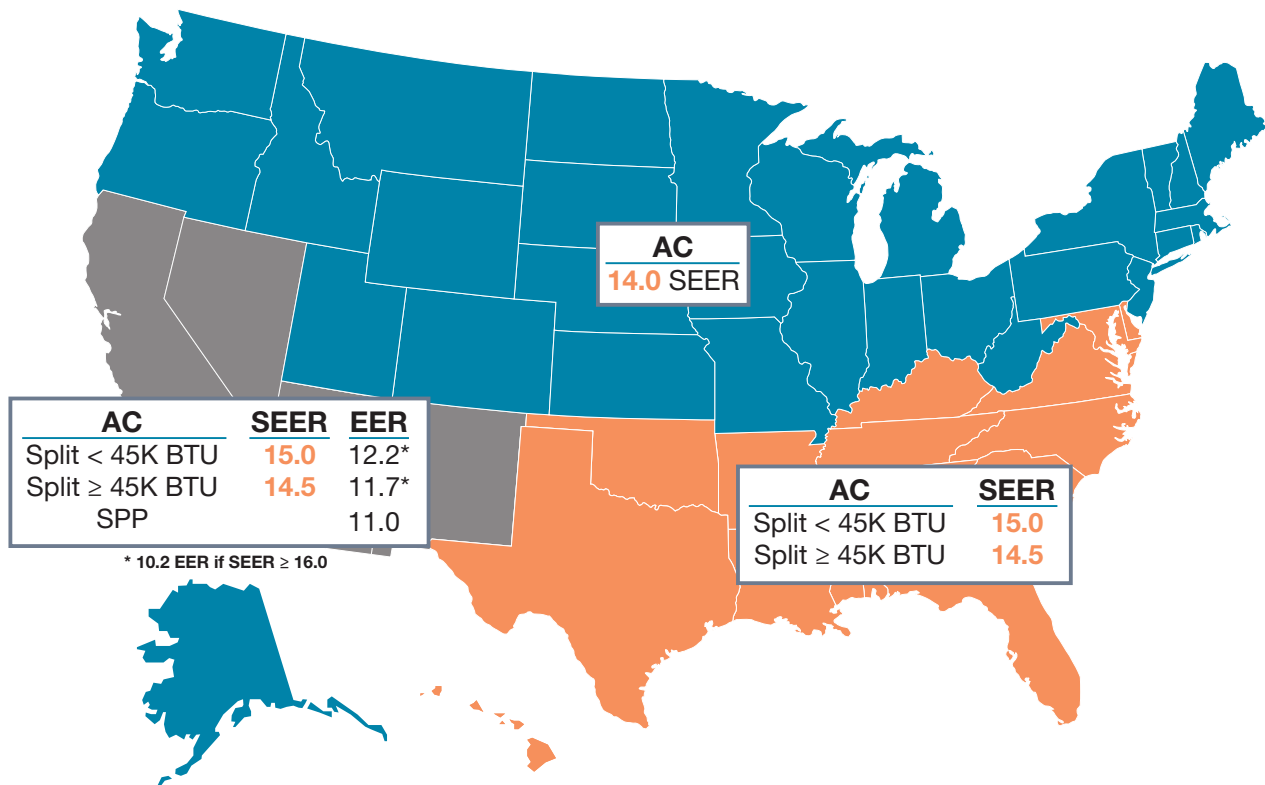 AC
14.0 SEER
AC SEER EER
Split < 45K BTU 15.0 12.2*
Split ≥ 45K BTU 14.5 11.7*
SPP 11.0
* 10.2 EER if SEER ≥ 16.0
AC SEER
Split < 45K BTU 15.0
Split ≥ 45K BTU 14.5